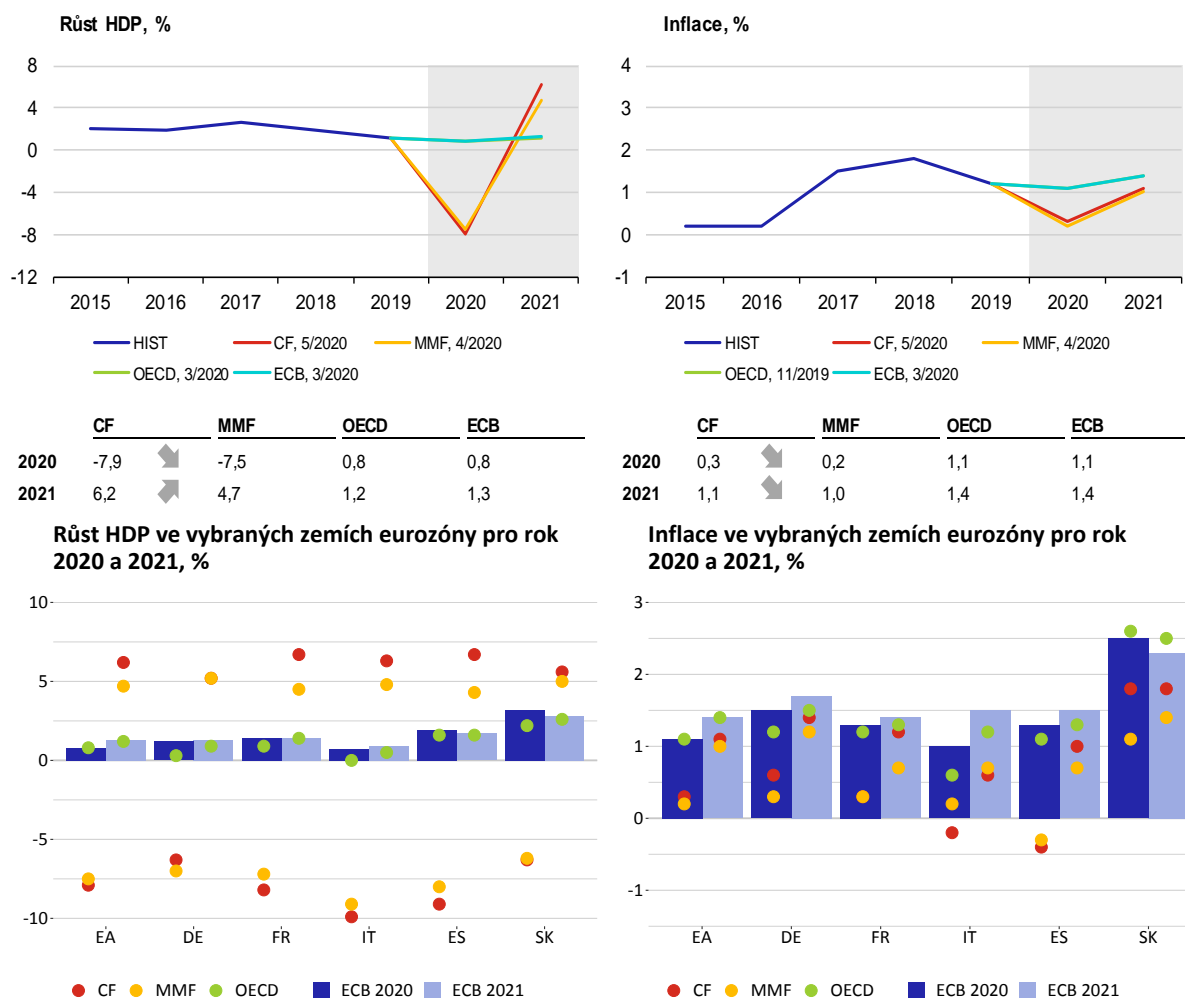 Růst HDP, %
8
4
0
-4
-8
-12
2015 2016 2017 2018 2019 2020 2021
HIST CF, 5/2020 MMF, 4/2020
OECD, 3/2020 ECB, 3/2020
CF MMF OECD ECB
2020 -7,9 -7,5 0,8 0,8
2021 6,2 4,7 1,2 1,3
Inflace, %
4
3
2
1
0
-1
2015 2016 2017 2018 2019 2020 2021
HIST CF, 5/2020 MMF, 4/2020
OECD, 11/2019 ECB, 3/2020
CF MMF OECD ECB
2020 0,3 0,2 1,1 1,1
2021 1,1 1,0 1,4 1,4
Růst HDP ve vybraných zemích eurozóny pro rok
2020 a 2021, %
10
5
0
-5
-10
EA DE FR IT ES SK
CF MMF OECD ECB 2020 ECB 2021
Inflace ve vybraných zemích eurozóny pro rok
2020 a 2021, %
3
2
1
0
-1
EA DE FR IT ES SK
CF MMF OECD ECB 2020 ECB 2021